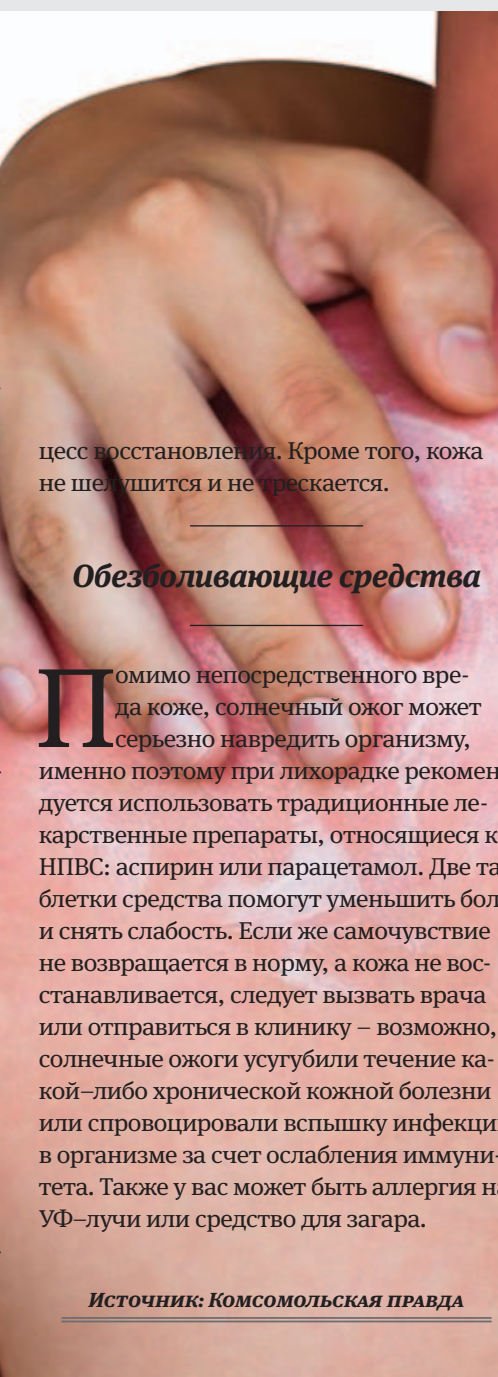 цесс восстановления. Кроме того, кожа
не шелушится и не трескается.
Обезболивающие средства
Помимо непосредственного вре-
да коже, солнечный ожог может
серьезно навредить организму,
именно поэтому при лихорадке рекомен
дуется использовать традиционные ле-
карственные препараты, относящиеся к
НПВС: аспирин или парацетамол. Две та
блетки средства помогут уменьшить бол
и снять слабость. Если же самочувствие
не возвращается в норму, а кожа не вос-
станавливается, следует вызвать врача
или отправиться в клинику – возможно,
солнечные ожоги усугубили течение ка-
кой–либо хронической кожной болезни
или спровоцировали вспышку инфекци
в организме за счет ослабления иммуни-
тета. Также у вас может быть аллергия на
УФ–лучи или средство для загара.
Источник: Комсомольская правда